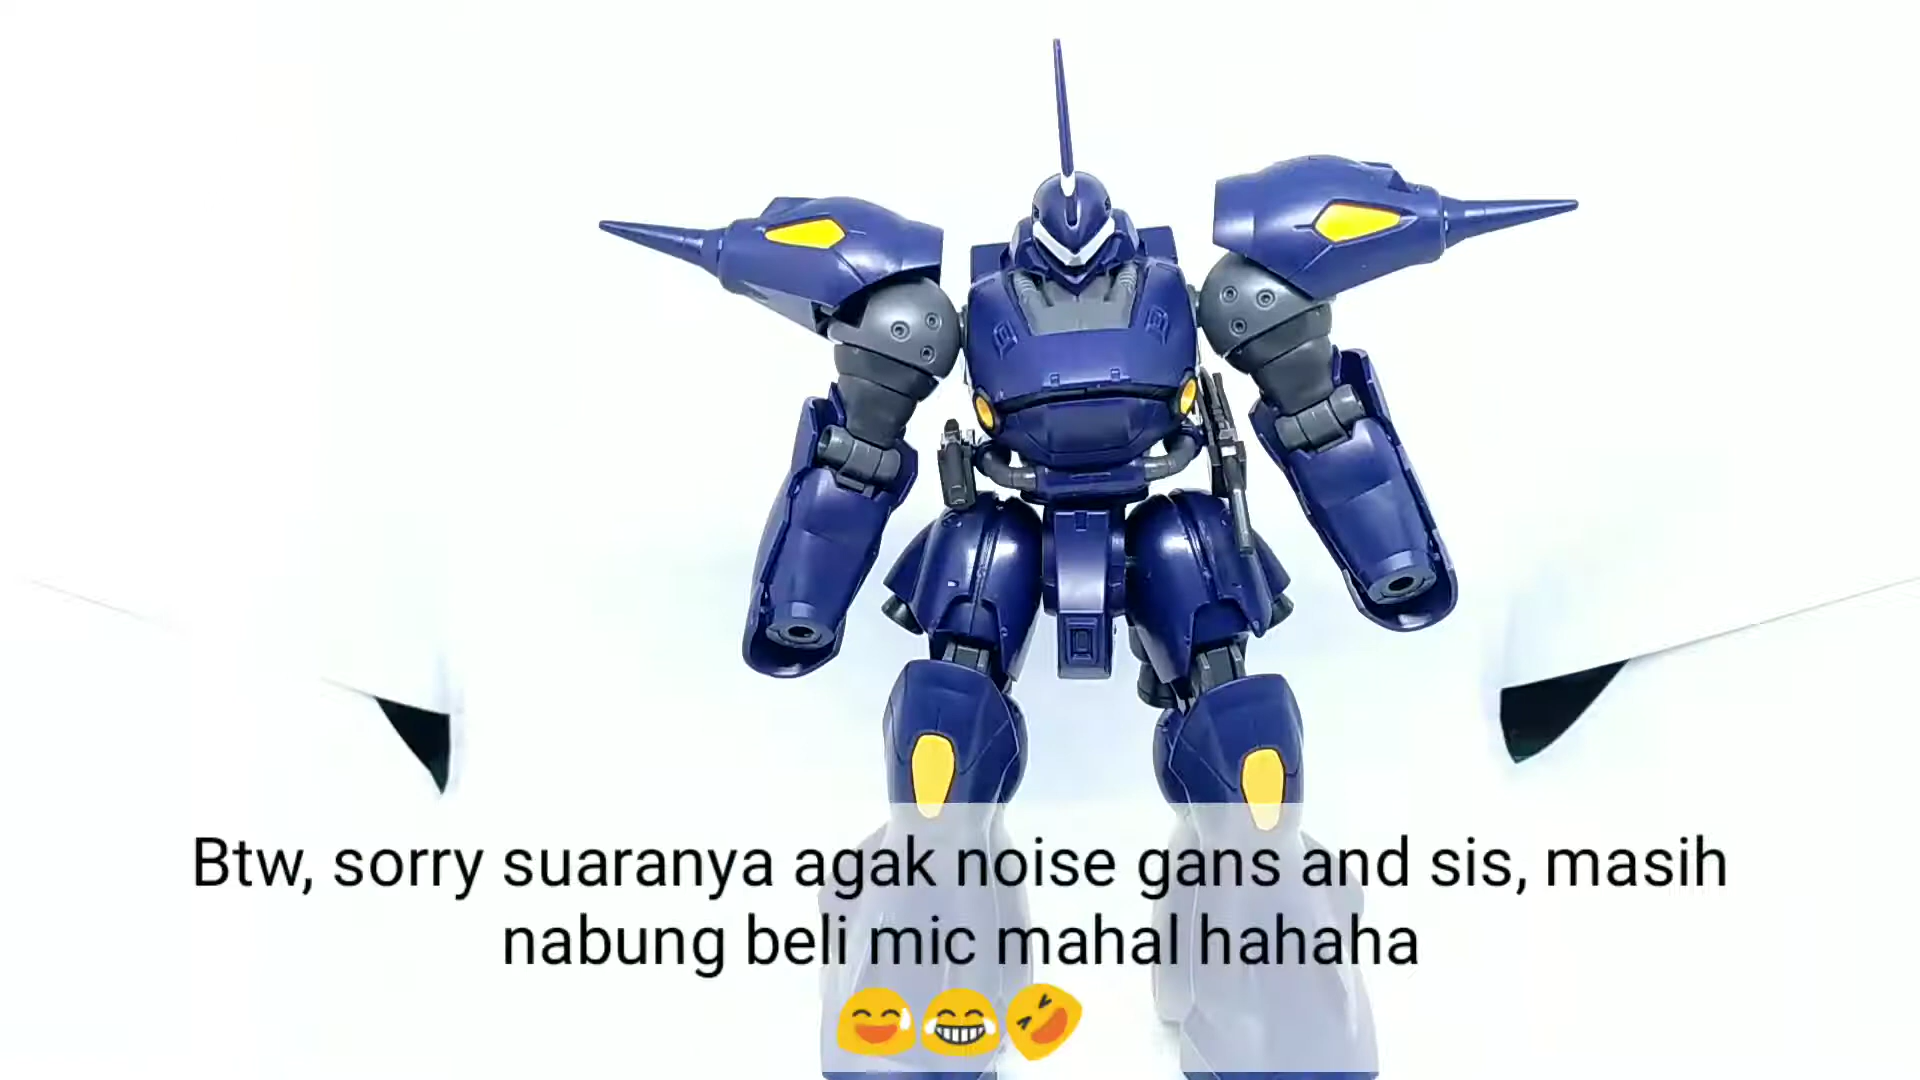 Btw, sorry suaranya agak noise gans and sis, masih
nabung beli mic mahal hahaha
😅😂🤣